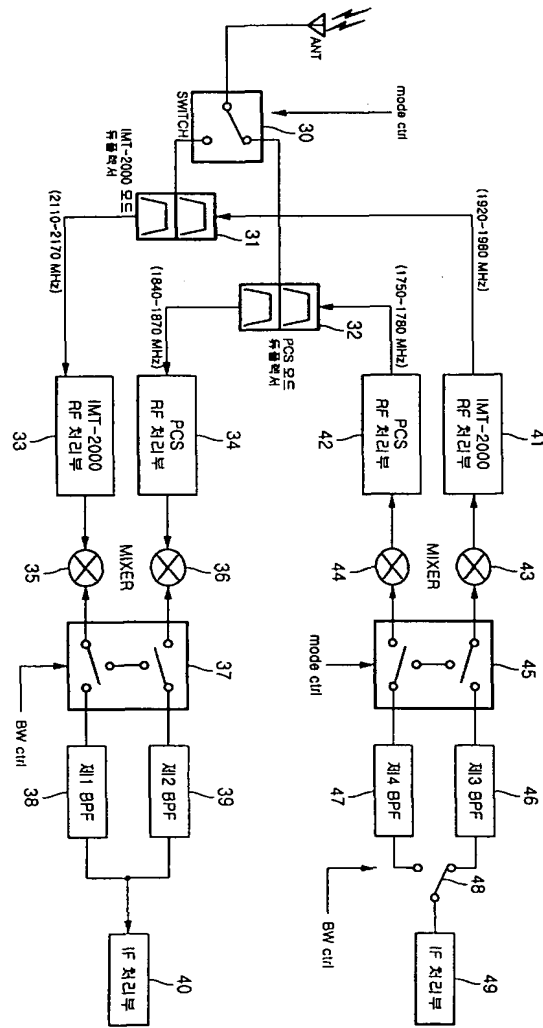 ANT
SWITCH
30
mode ctrl
IMT-2000 모드
듀플렉서
31
(2110~2170 MHz)
(1920~1980 MHz)
32
PCS 모드
듀플렉서
(1840~1870 MHz)
(1750~1780 MHz)
IMT-2000
RF 처리부
33
PCS
RF 처리부
34
PCS
RF 처리부
42
IMT-2000
RF 처리부
41
35
MIXER
36
44
MIXER
43
37
BW ctrl
45
mode ctrl
제1 BPF
38
제2 BPF
39
제4 BPF
47
제3 BPF
46
48
BW ctrl
IF 처리부
40
IF 처리부
49